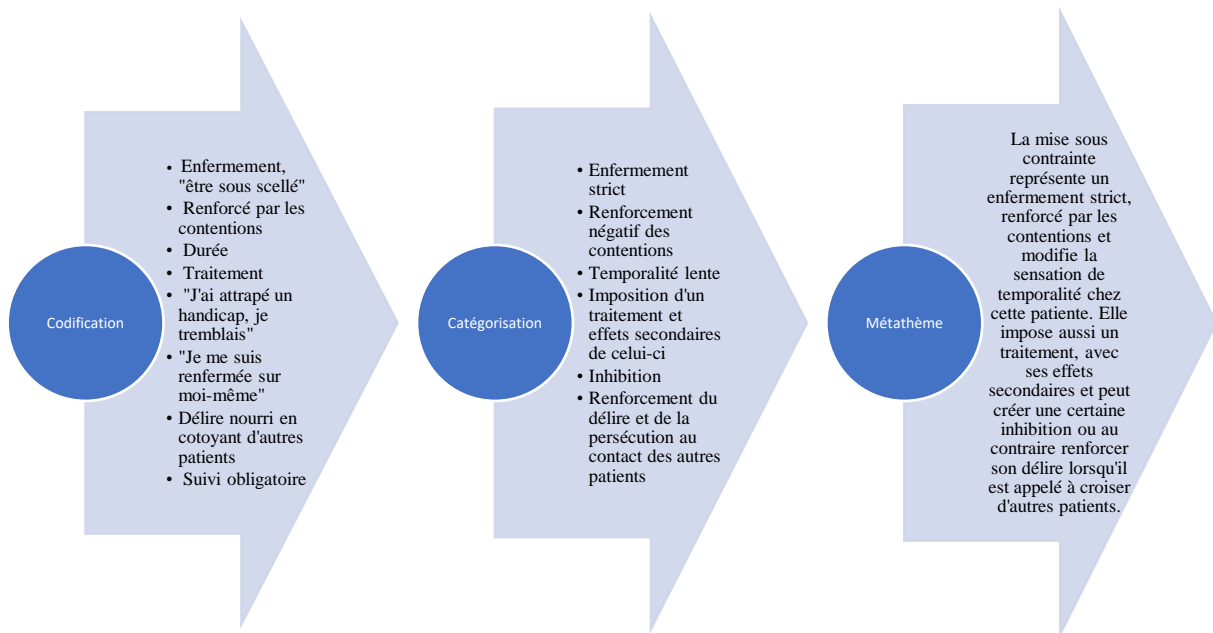 Codification
• Enfermement,
"être sous scellé"
• Renforcé par les
contentions
• Durée
• Traitement
• "J'ai attrapé un
handicap, je
tremblais"
• "Je me suis
renfermée sur
moi-même"
• Délire nourri en
cotoyant d'autres
patients
• Suivi obligatoire
Catégorisation
• Enfermement
strict
• Renforcement
négatif des
contentions
• Temporalité lente
• Imposition d'un
traitement et
effets secondaires
de celui-ci
• Inhibition
• Renforcement du
délire et de la
persécution au
contact des autres
patients
Métathème
La mise sous
contrainte
représente un
enfermement strict,
renforcé par les
contentions et
modifie la
sensation de
temporalité chez
cette patiente. Elle
impose aussi un
traitement, avec
ses effets
secondaires et peut
créer une certaine
inhibition ou au
contraire renforcer
son délire lorsqu'il
est appelé à croiser
d'autres patients.